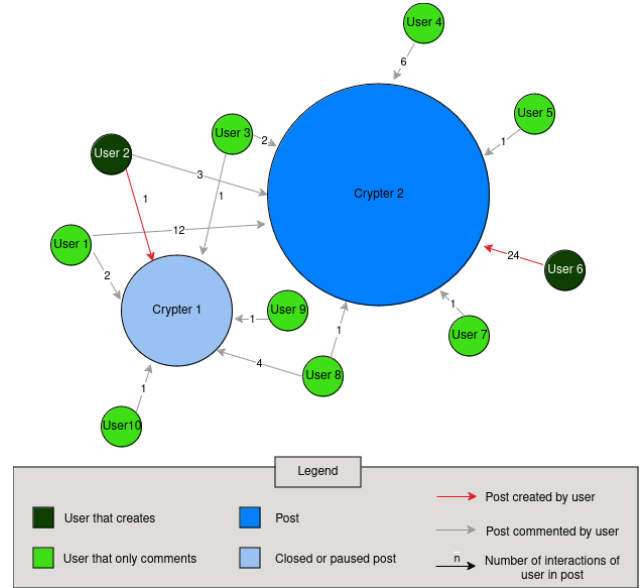 User 4
6
User 5
1
User 3
2
User 2
3
1
1
Crypter 2
12
User 1
2
24
User 6
Crypter 1
User 9
1
1
User 7
1
4
User 8
1
User10
Legend
User that creates
Post
Post created by user
Post commented by user
User that only comments
Closed or paused post
n
Number of interactions of
user in post